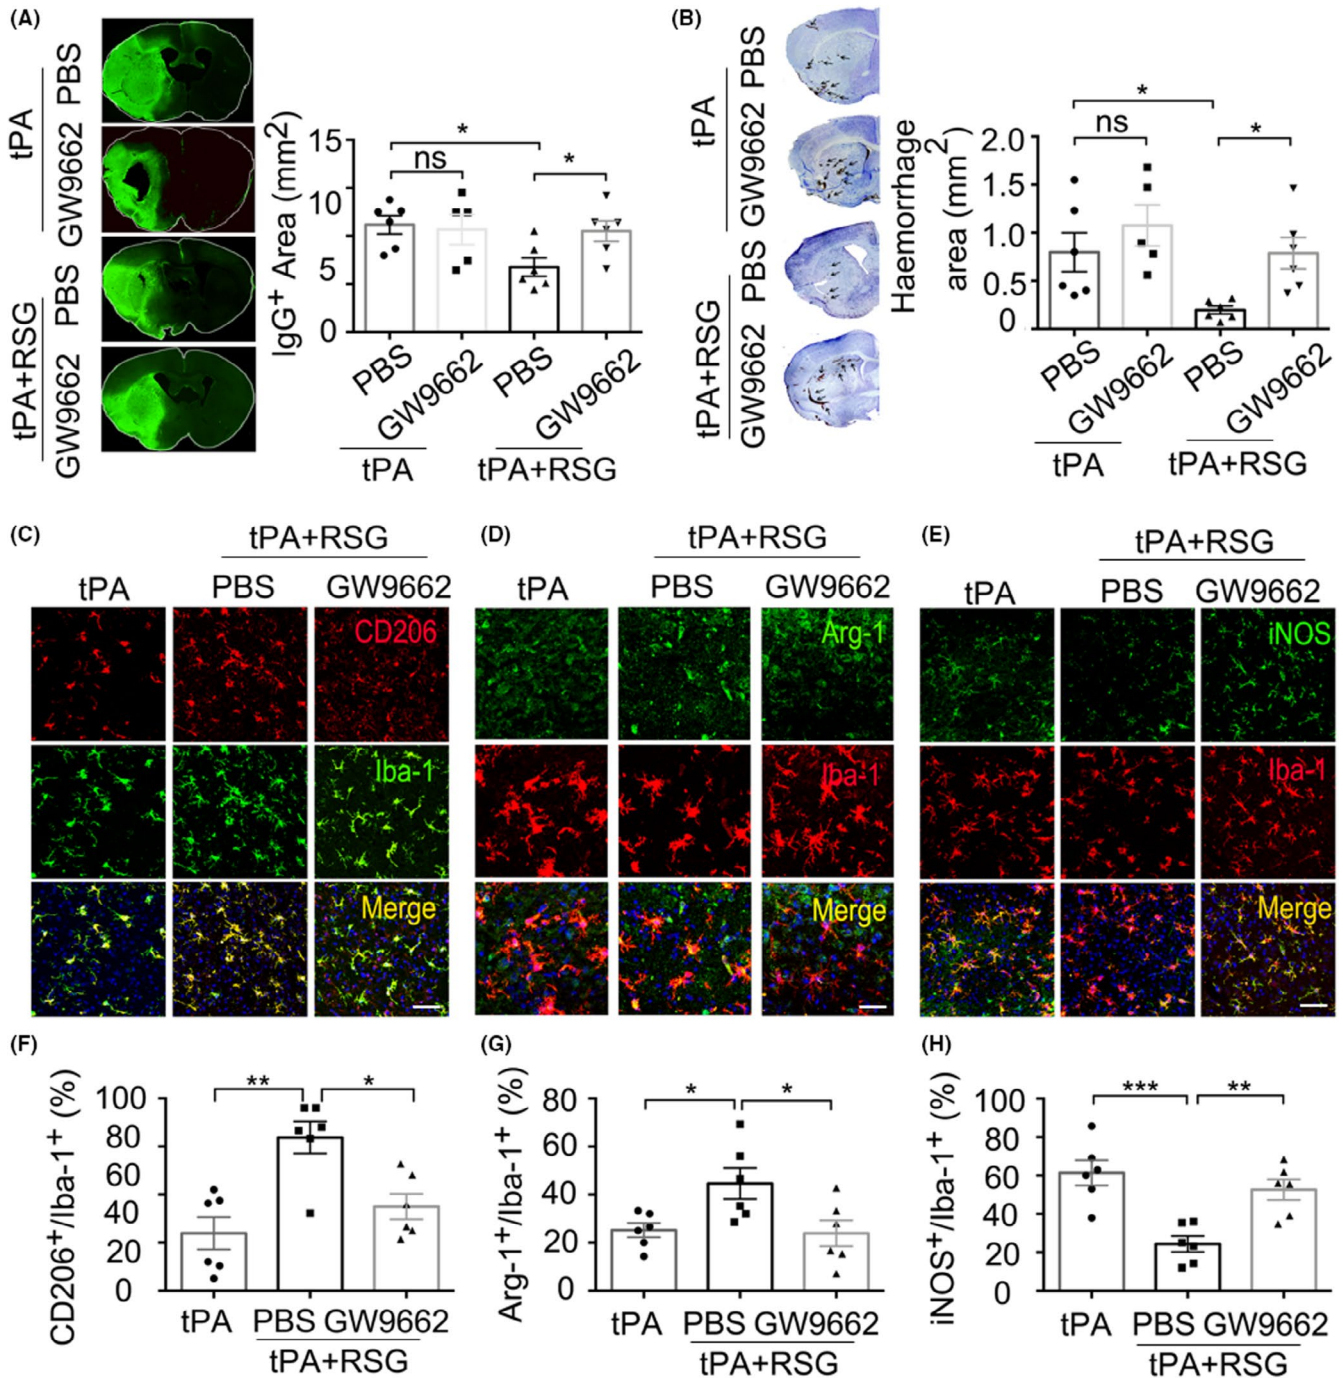 (A)
tPA
PBS
GW9662
tPA+RSG
PBS
GW9662
IgG+ Area (mm2)
15
10
5
0
*
ns
*
PBS
GW9662
PBS
GW9662
tPA
tPA+RSG
(B)
tPA
PBS
GW9662
tPA+RSG
PBS
GW9662
Haemorrhage
area (mm2)
2.0
1.5
1.0
0.5
0
*
ns
*
PBS
GW9662
PBS
GW9662
tPA
tPA+RSG
(C)
tPA+RSG
tPA PBS GW9662
CD206
Iba-1
Merge
(D)
tPA+RSG
tPA PBS GW9662
Arg-1
Iba-1
Merge
(E)
tPA+RSG
tPA PBS GW9662
iNOS
Iba-1
Merge
(F)
CD206+/Iba-1+ (%)
100
80
60
40
20
0
** *
tPA PBS GW9662
tPA+RSG
(G)
Arg-1+/Iba-1+ (%)
80
60
40
20
0
* *
tPA PBS GW9662
tPA+RSG
(H)
iNOS+/Iba-1+ (%)
100
80
60
40
20
0
*** **
tPA PBS GW9662
tPA+RSG